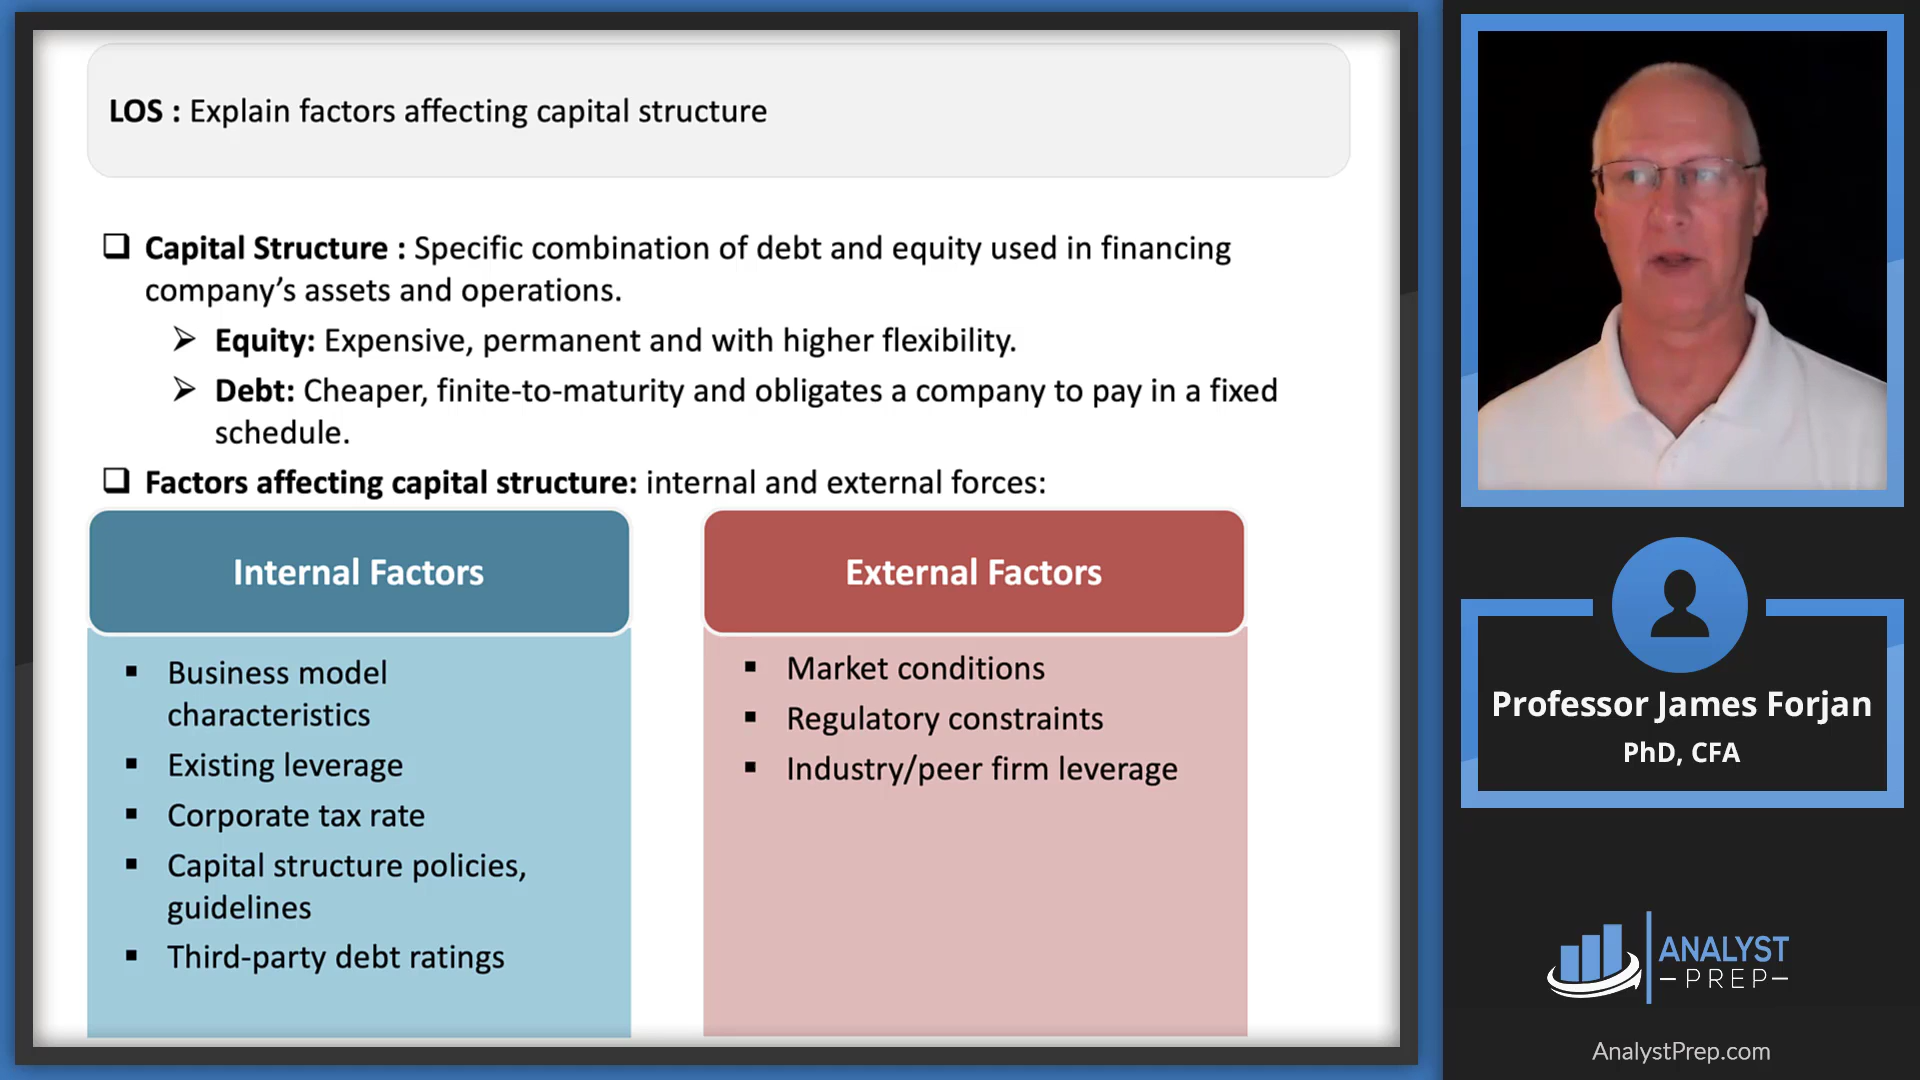 LOS : Explain factors affecting capital structure
❑ Capital Structure : Specific combination of debt and equity used in financing
company’s assets and operations.
➢ Equity: Expensive, permanent and with higher flexibility.
➢ Debt: Cheaper, finite-to-maturity and obligates a company to pay in a fixed
schedule.
❑ Factors affecting capital structure: internal and external forces:
Internal Factors
▪ Business model
characteristics
▪ Existing leverage
▪ Corporate tax rate
▪ Capital structure policies,
guidelines
▪ Third-party debt ratings
External Factors
▪ Market conditions
▪ Regulatory constraints
▪ Industry/peer firm leverage
Professor James Forjan
PhD, CFA
ANALYST
–PREP–
AnalystPrep.com